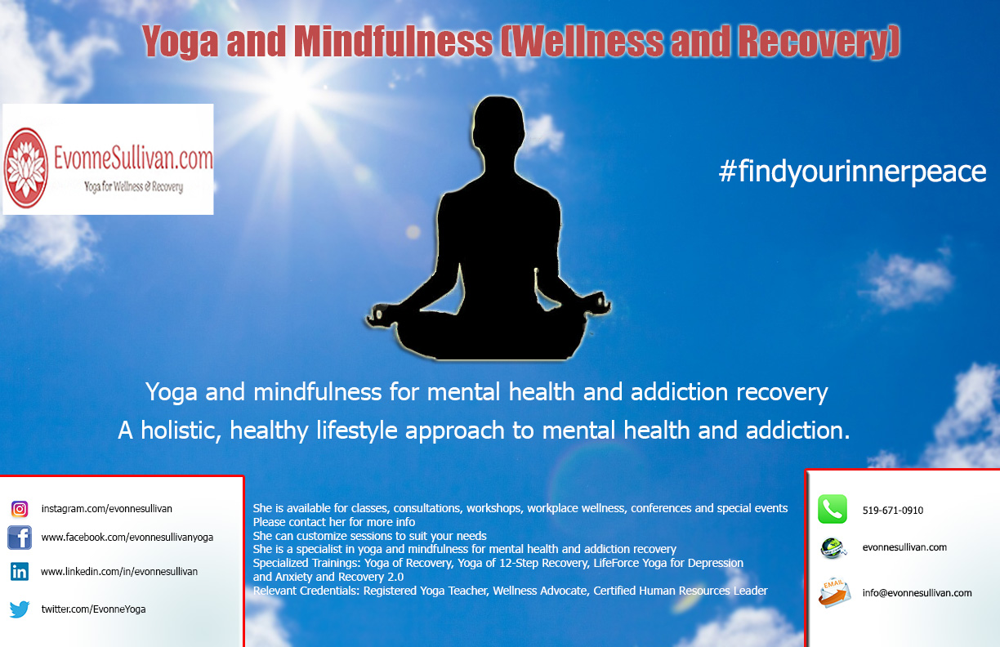 Yoga and Mindfulness (Wellness and Recovery)
EvonneSullivan.com
Yoga for Wellness & Recovery
#findyourinnerpeace
Yoga and mindfulness for mental health and addiction recovery
A holistic, healthy lifestyle approach to mental health and addiction.
instagram.com/evonnesullivan
www.facebook.com/evonnesullivanyoga
www.linkedin.com/in/evonnesullivan
twitter.com/EvonneYoga
She is available for classes, consultations, workshops, workplace wellness, conferences and special events
Please contact her for more info
She can customize sessions to suit your needs
She is a specialist in yoga and mindfulness for mental health and addiction recovery
Specialized Trainings: Yoga of Recovery, Yoga of 12-Step Recovery, LifeForce Yoga for Depression
and Anxiety and Recovery 2.0
Relevant Credentials: Registered Yoga Teacher, Wellness Advocate, Certified Human Resources Leader
519-671-0910
evonnesullivan.com
EMAIL
info@evonnesullivan.com